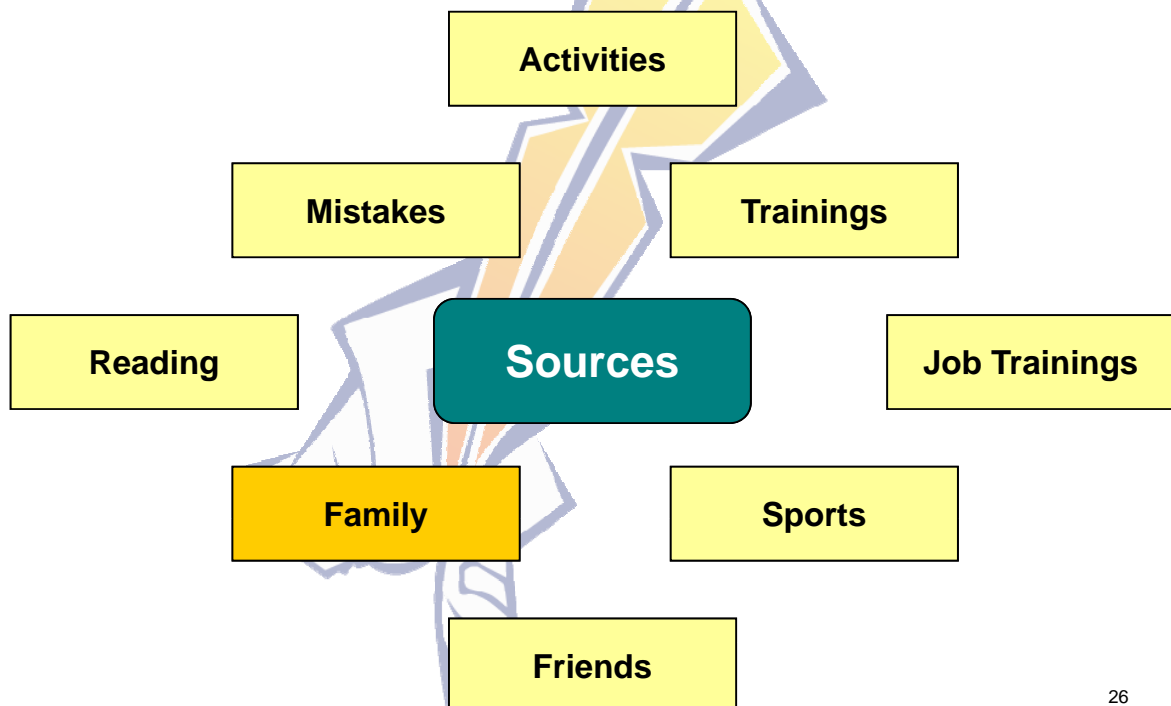 Activities
Mistakes
Trainings
Reading
Sources
Job Trainings
Family
Sports
Friends
26